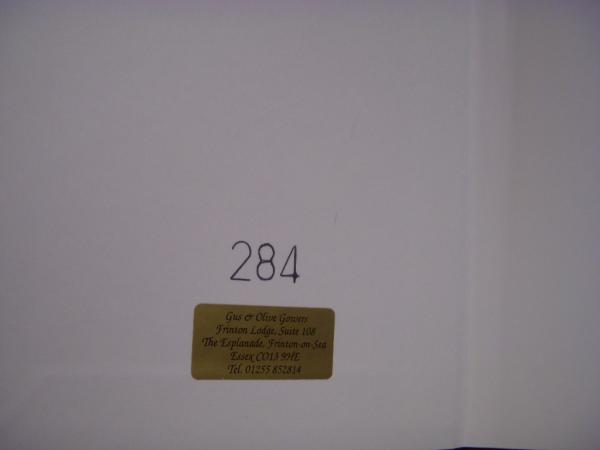 284
Gus & Olive Gowers
Frinton Lodge, Suite 108
The Esplanade, Frinton-on-Sea
Essex CO13 9HE
Tel. 01255 852814